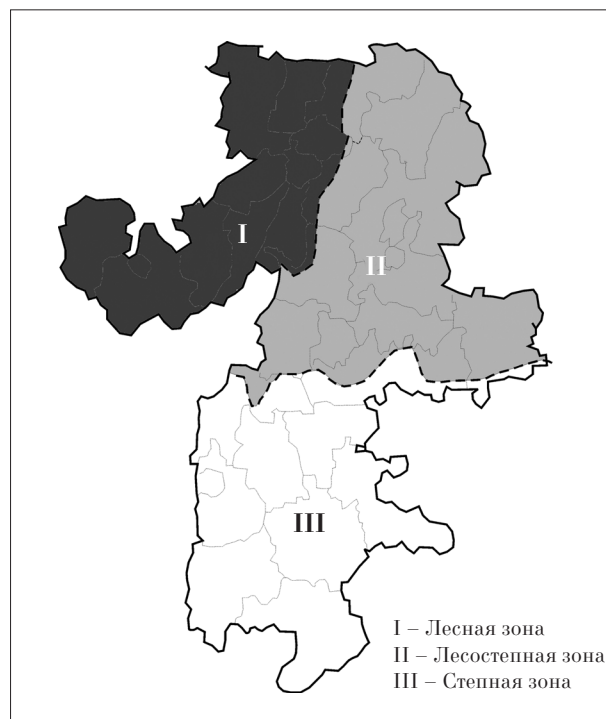 I
II
III
I – Лесная зона
II – Лесостепная зона
III – Степная зона